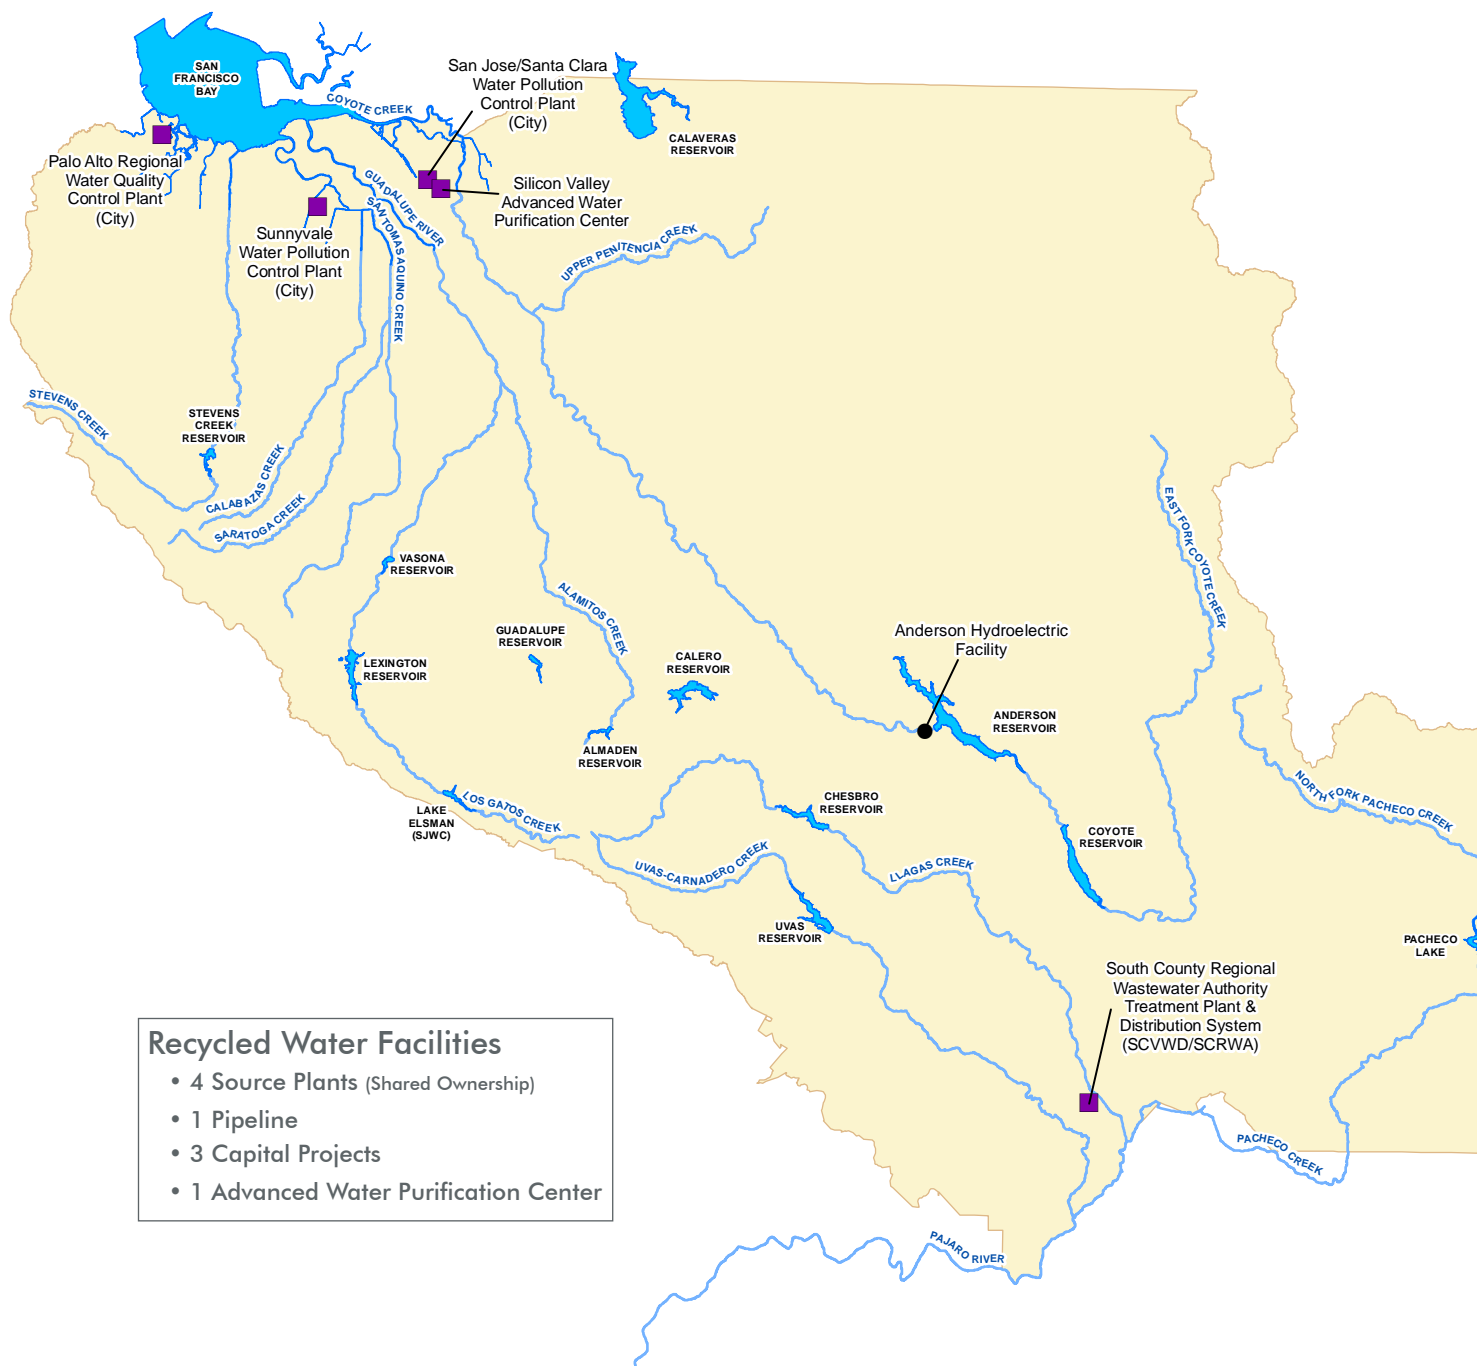 SAN
FRANCISCO
BAY
San Jose/Santa Clara
Water Pollution
Control Plant
(City)
COYOTE CREEK
CALAVERAS
RESERVOIR
Palo Alto Regional
Water Quality
Control Plant
(City)
Silicon Valley
Advanced Water
Purification Center
GUADALUPE RIVER
SAN TOMAS AQUINO CREEK
Sunnyvale
Water Pollution
Control Plant
(City)
UPPER PENITENCIA CREEK
STEVENS CREEK
STEVENS
CREEK
RESERVOIR
CALABAZAS CREEK
SARATOGA CREEK
EAST FORK COYOTE CREEK
VASONA
RESERVOIR
ALAMITOS CREEK
GUADALUPE
RESERVOIR
Anderson Hydroelectric
Facility
LEXINGTON
RESERVOIR
CALERO
RESERVOIR
ANDERSON
RESERVOIR
ALMADEN
RESERVOIR
NORTH FORK PACHECO CREEK
LAKE
ELSMAN
(SJWC)
LOS GATOS CREEK
CHESBRO
RESERVOIR
COYOTE
RESERVOIR
UVAS-CARNADERO CREEK
LLAGAS CREEK
UVAS
RESERVOIR
PACHECO
LAKE
South County Regional
Wastewater Authority
Treatment Plant &
Distribution System
(SCVWD/SCRWA)
Recycled Water Facilities
• 4 Source Plants (Shared Ownership)
• 1 Pipeline
• 3 Capital Projects
• 1 Advanced Water Purification Center
PACHECO CREEK
PAJARO RIVER